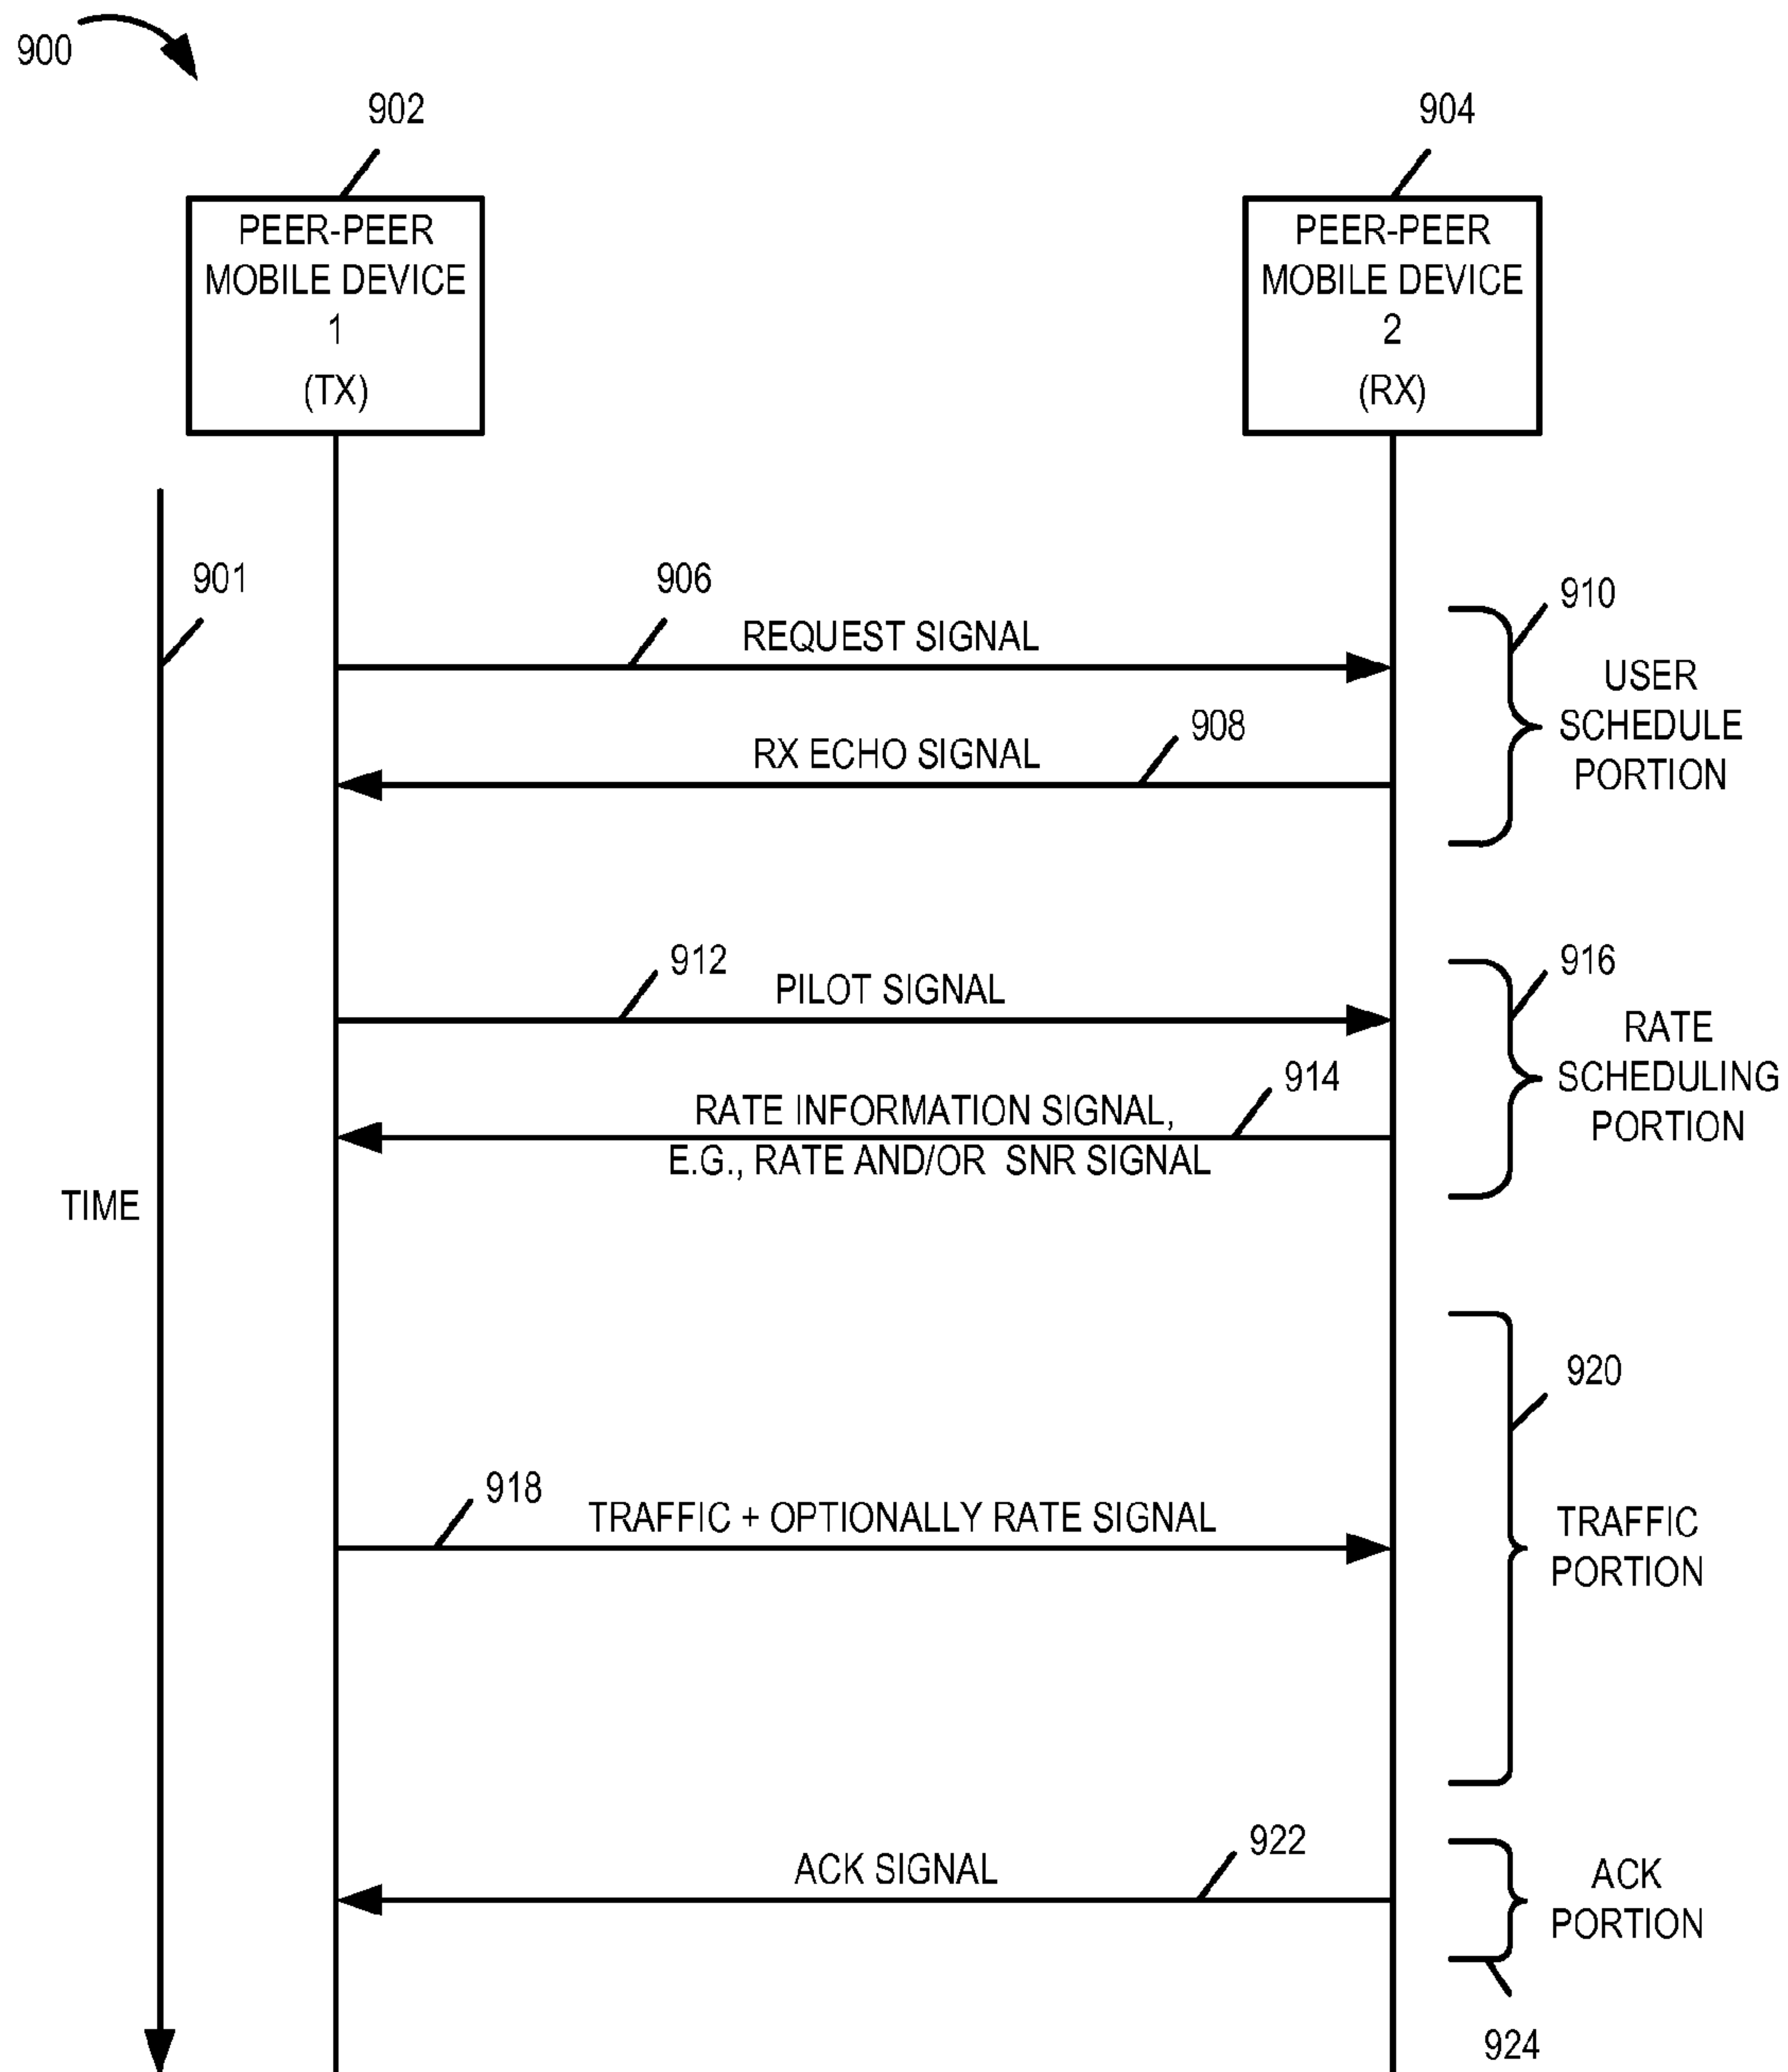 900
902
904
PEER-PEER
MOBILE DEVICE
1
(TX)
PEER-PEER
MOBILE DEVICE
2
(RX)
901
906
REQUEST SIGNAL
910
USER
SCHEDULE
PORTION
908
RX ECHO SIGNAL
912
PILOT SIGNAL
916
RATE
SCHEDULING
PORTION
914
RATE INFORMATION SIGNAL,
E.G., RATE AND/OR SNR SIGNAL
TIME
920
918
TRAFFIC + OPTIONALLY RATE SIGNAL
TRAFFIC
PORTION
922
ACK SIGNAL
ACK
PORTION
924